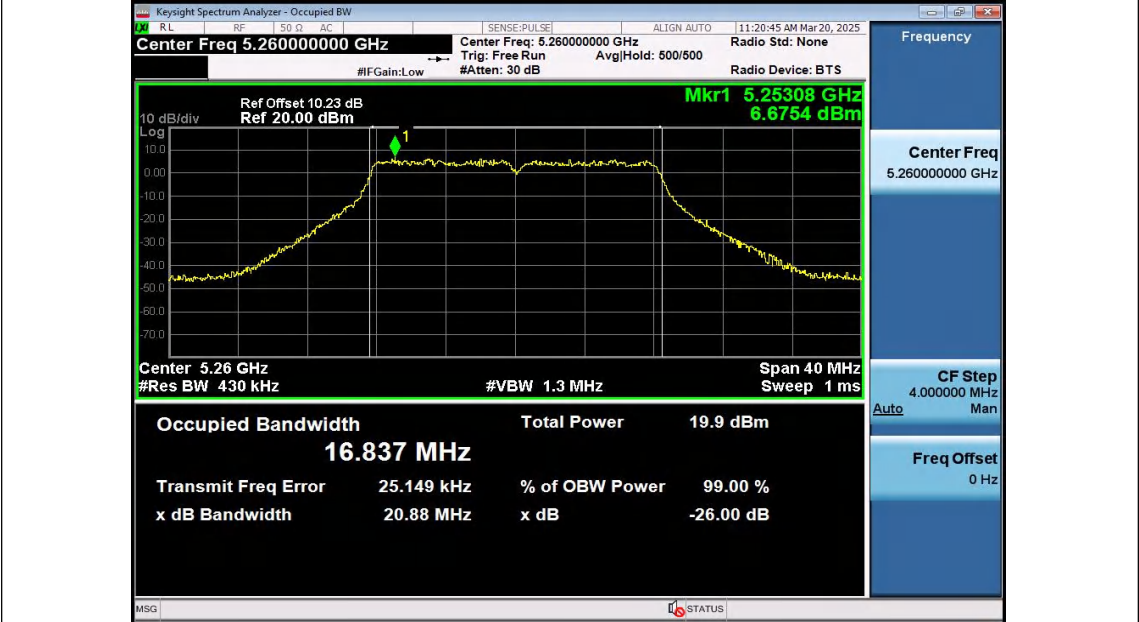 Keysight Spectrum Analyzer - Occupied BW
LXI RL RF 50 Ω AC SENSE:PULSE ALIGN AUTO 11:20:45 AM Mar 20, 2025
Center Freq 5.260000000 GHz
Center Freq: 5.260000000 GHz Radio Std: None
Trig: Free Run Avg|Hold: 500/500
#IFGain:Low #Atten: 30 dB Radio Device: BTS
Mkr1 5.25308 GHz
6.6754 dBm
Ref Offset 10.23 dB
10 dB/div Ref 20.00 dBm
Log
1
10.0
0.00
-10.0
-20.0
-30.0
-40.0
-50.0
-60.0
-70.0
Center 5.26 GHz Span 40 MHz
#Res BW 430 kHz #VBW 1.3 MHz Sweep 1 ms
Occupied Bandwidth Total Power 19.9 dBm
16.837 MHz
Transmit Freq Error 25.149 kHz % of OBW Power 99.00 %
x dB Bandwidth 20.88 MHz x dB -26.00 dB
MSG STATUS
Frequency
Center Freq
5.260000000 GHz
CF Step
4.000000 MHz
Auto Man
Freq Offset
0 Hz